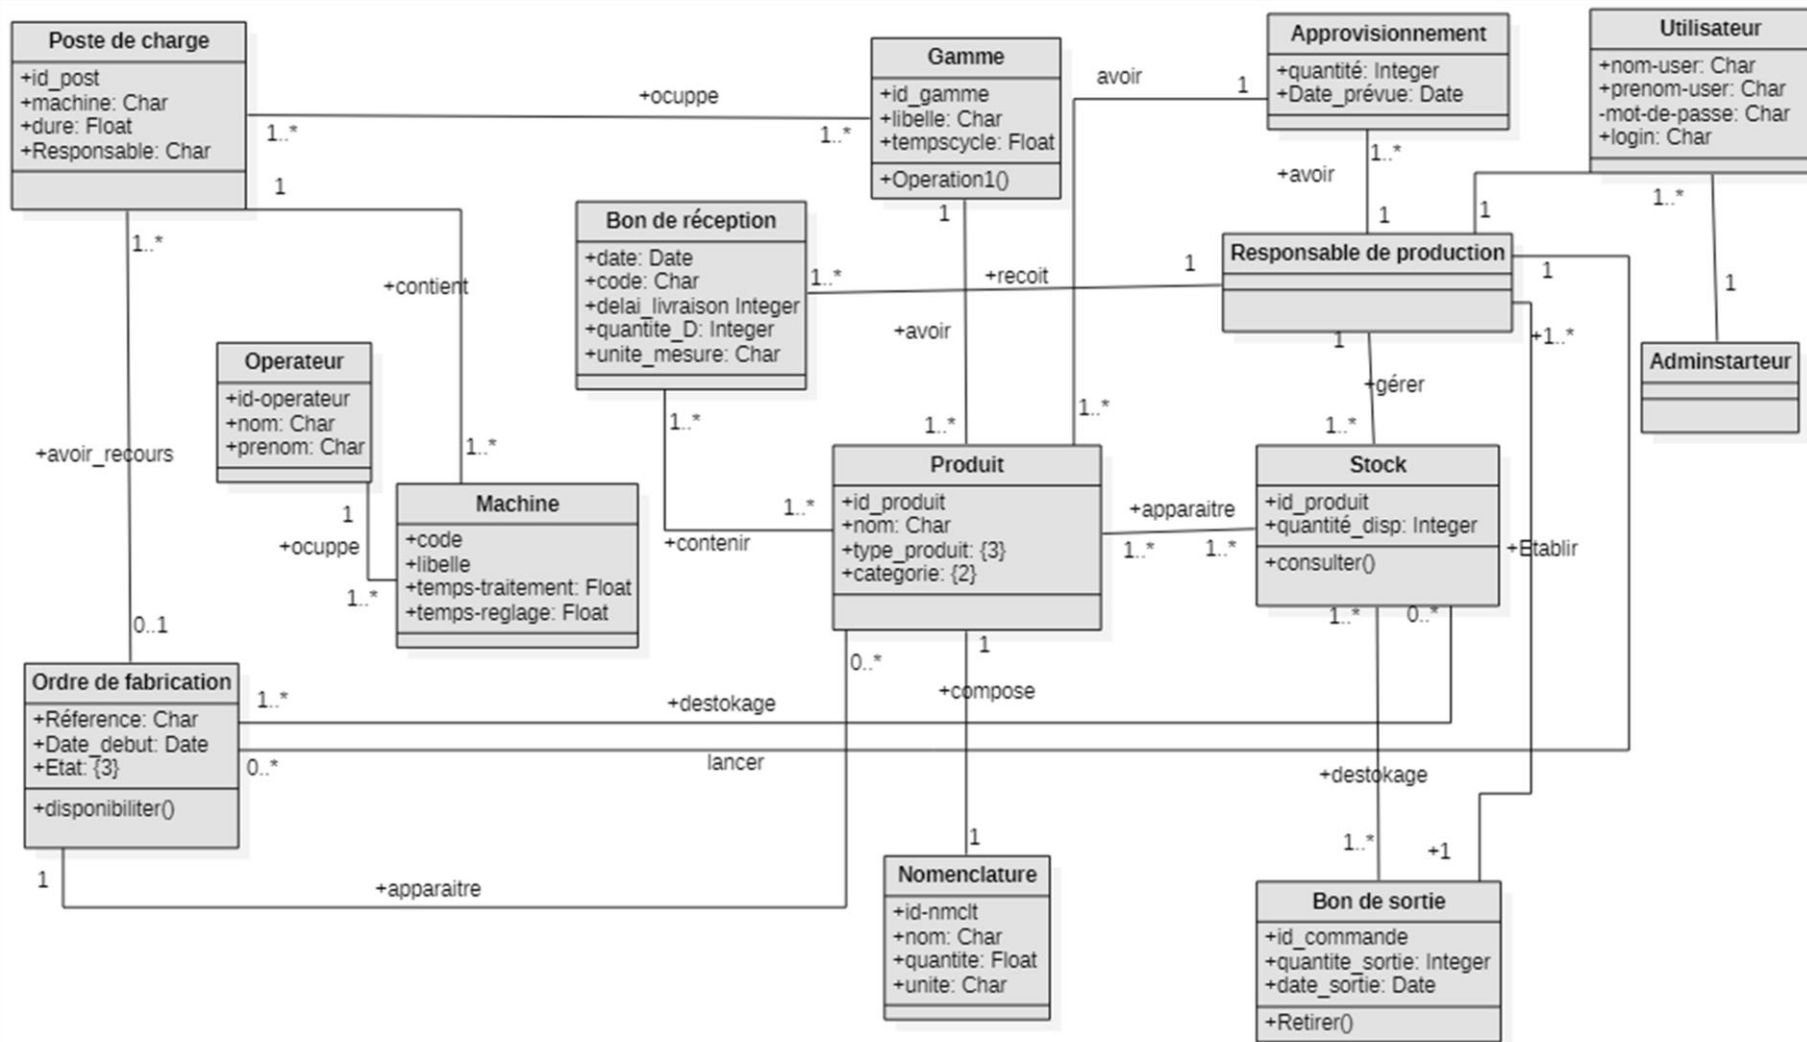 Poste de charge
+id_post
+machine: Char
+dure: Float
+Responsable: Char
Gamme
+id_gamme
+libelle: Char
+tempscycle: Float
+Operation1()
Approvisionnement
+quantité: Integer
+Date_prévue: Date
Utilisateur
+nom-user: Char
+prenom-user: Char
-mot-de-passe: Char
+login: Char
+ocuppe
1..*
1..*
avoir
1
1..*
+avoir
1
1
1..*
1
1
1..*
+contient
1..*
Bon de réception
+date: Date
+code: Char
+delai_livraison Integer
+quantite_D: Integer
+unite_mesure: Char
1
+avoir
1..*
1..*
+recoit
1
Responsable de production
1
+1..*
1
+gérer
1..*
Adminstarteur
1..*
Operateur
+id-operateur
+nom: Char
+prenom: Char
+avoir_recours
1
+ocuppe
1..*
Machine
+code
+libelle
+temps-traitement: Float
+temps-reglage: Float
1..*
1..*
+contenir
Produit
+id_produit
+nom: Char
+type_produit: {3}
+categorie: {2}
+apparaitre
1..*
1..*
Stock
+id_produit
+quantité_disp: Integer
+consulter()
+Etablir
1..*
0..*
0..1
Ordre de fabrication
+Réference: Char
+Date_debut: Date
+Etat: {3}
+disponibiliter()
1..*
+destokage
0..*
1
+compose
0..*
lancer
+destokage
1
+apparaitre
1
1..*
+1
Nomenclature
+id-nmclt
+nom: Char
+quantite: Float
+unite: Char
Bon de sortie
+id_commande
+quantite_sortie: Integer
+date_sortie: Date
+Retirer()